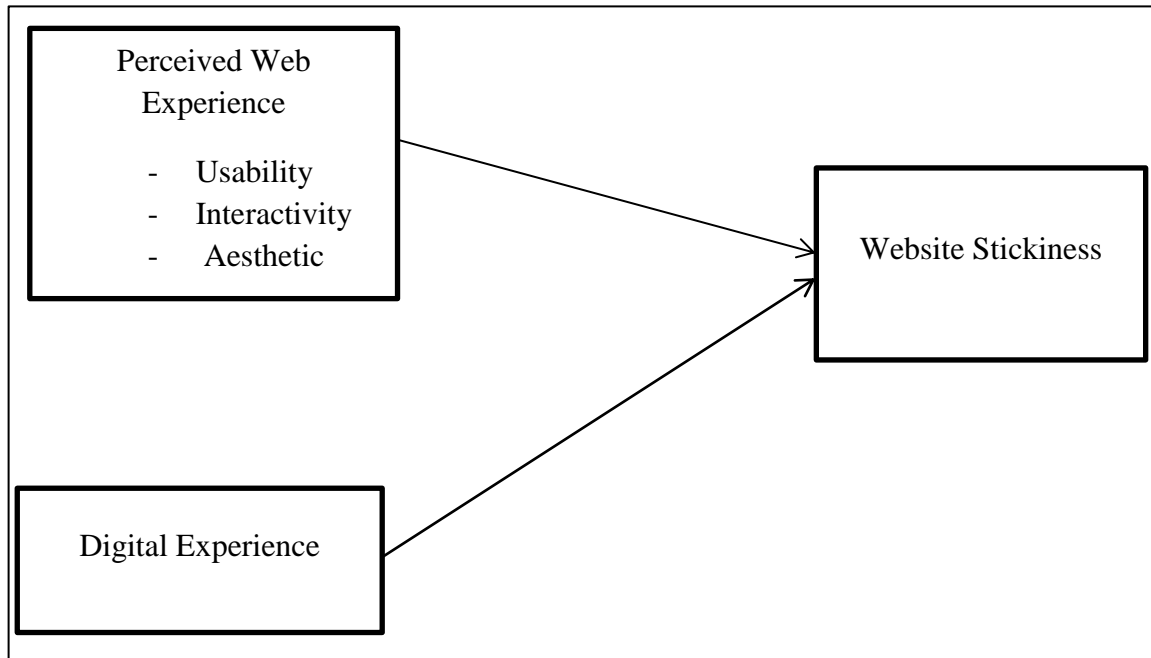 Perceived Web
Experience
- Usability
- Interactivity
- Aesthetic
Website Stickiness
Digital Experience